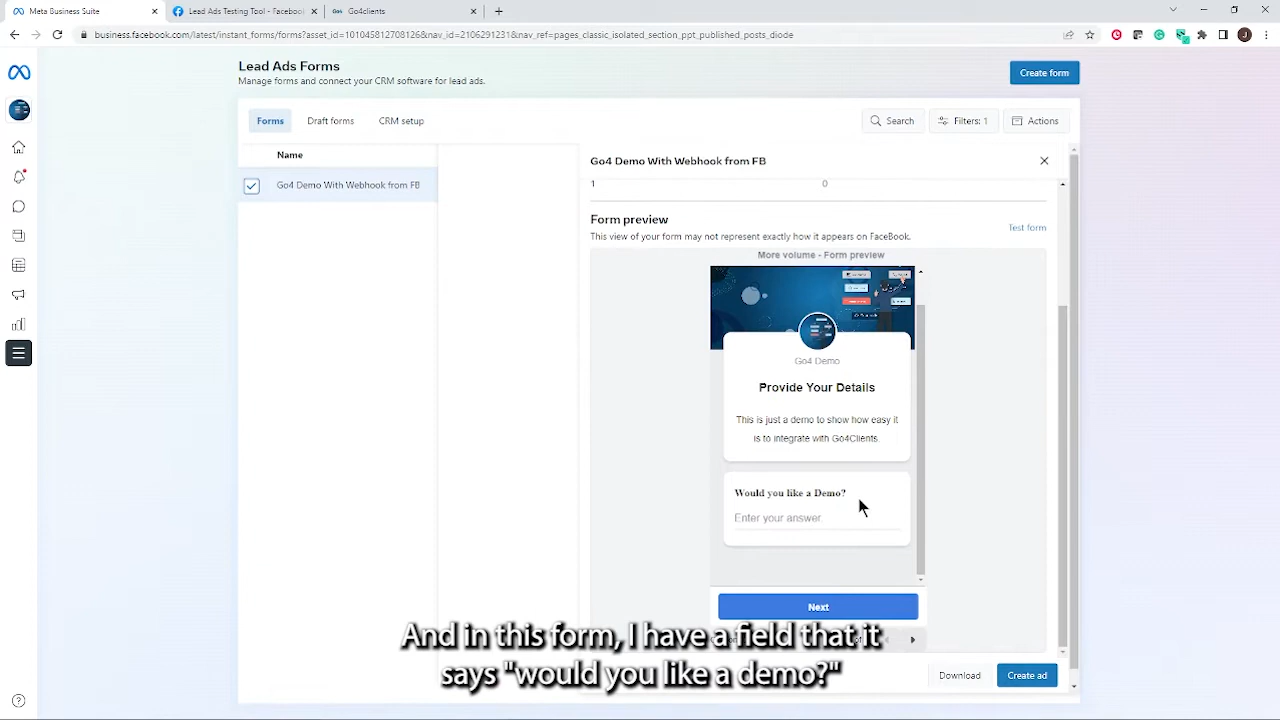 Meta Business Suite
Lead Ads Testing Tool - Faceboo
Go4clients
business.facebook.com/latest/instant_forms/forms?asset_id=101045812708126&nav_id=2106291231&nav_ref=pages_classic_isolated_section_ppt_published_posts_diode
J
Lead Ads Forms
Manage forms and connect your CRM software for lead ads.
Create form
Forms
Draft forms
CRM setup
Search
Filters: 1
Actions
Name
Go4 Demo With Webhook from FB
Go4 Demo With Webhook from FB
1
0
Form preview
This view of your form may not represent exactly how it appears on FaceBook.
Test form
More volume - Form preview
Go4 Demo
Provide Your Details
This is just a demo to show how easy it
is to integrate with Go4Clients.
Would you like a Demo?
Enter your answer.
Next
And in this form, I have a field that it
says "would you like a demo?"
Download
Create ad